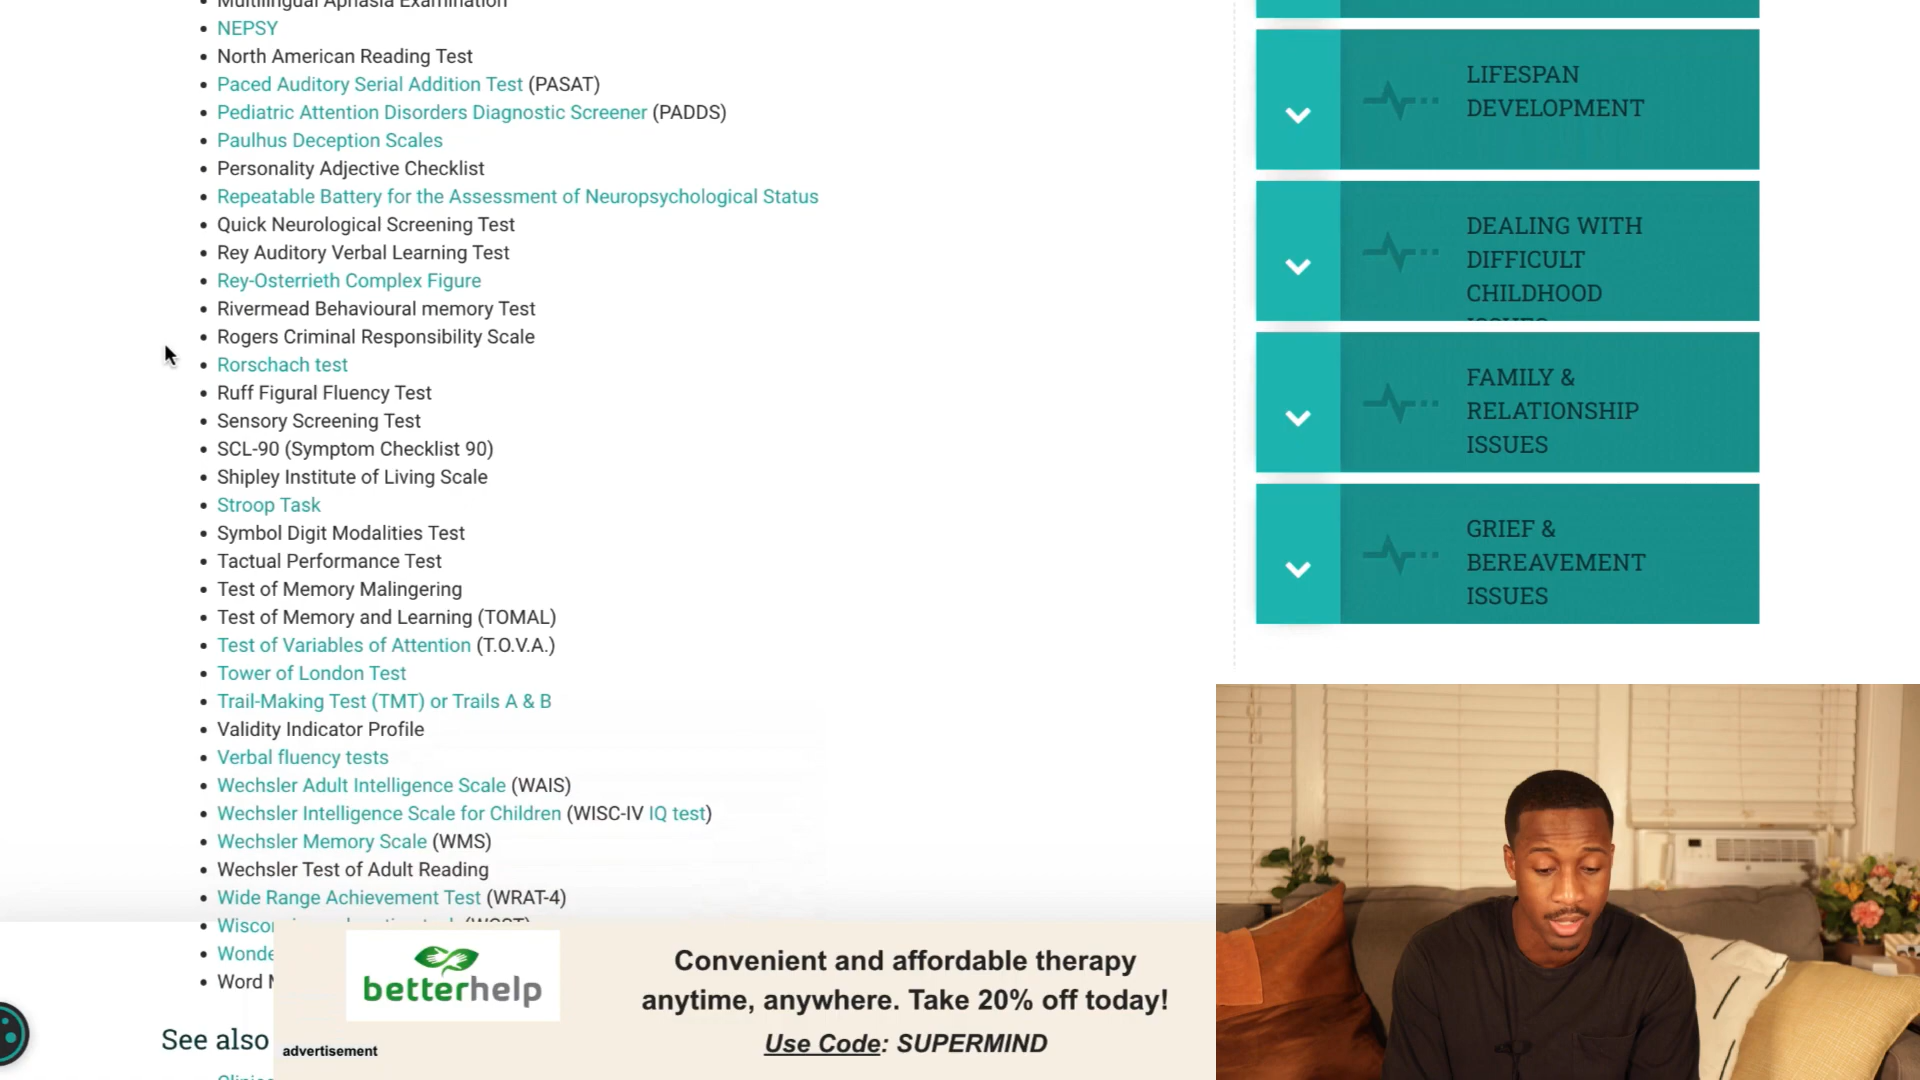 Multilingual Aphasia Examination
NEPSY
North American Reading Test
Paced Auditory Serial Addition Test (PASAT)
Pediatric Attention Disorders Diagnostic Screener (PADDS)
Paulhus Deception Scales
Personality Adjective Checklist
Repeatable Battery for the Assessment of Neuropsychological Status
Quick Neurological Screening Test
Rey Auditory Verbal Learning Test
Rey-Osterrieth Complex Figure
Rivermead Behavioural memory Test
Rogers Criminal Responsibility Scale
Rorschach test
Ruff Figural Fluency Test
Sensory Screening Test
SCL-90 (Symptom Checklist 90)
Shipley Institute of Living Scale
Stroop Task
Symbol Digit Modalities Test
Tactual Performance Test
Test of Memory Malingering
Test of Memory and Learning (TOMAL)
Test of Variables of Attention (T.O.V.A.)
Tower of London Test
Trail-Making Test (TMT) or Trails A & B
Validity Indicator Profile
Verbal fluency tests
Wechsler Adult Intelligence Scale (WAIS)
Wechsler Intelligence Scale for Children (WISC-IV IQ test)
Wechsler Memory Scale (WMS)
Wechsler Test of Adult Reading
Wide Range Achievement Test (WRAT-4)
Wonde
Word
See also
LIFESPAN
DEVELOPMENT
DEALING WITH
DIFFICULT
CHILDHOOD
ISSUES
FAMILY &
RELATIONSHIP
ISSUES
GRIEF &
BEREAVEMENT
ISSUES
betterhelp
advertisement
Convenient and affordable therapy
anytime, anywhere. Take 20% off today!
Use Code: SUPERMIND